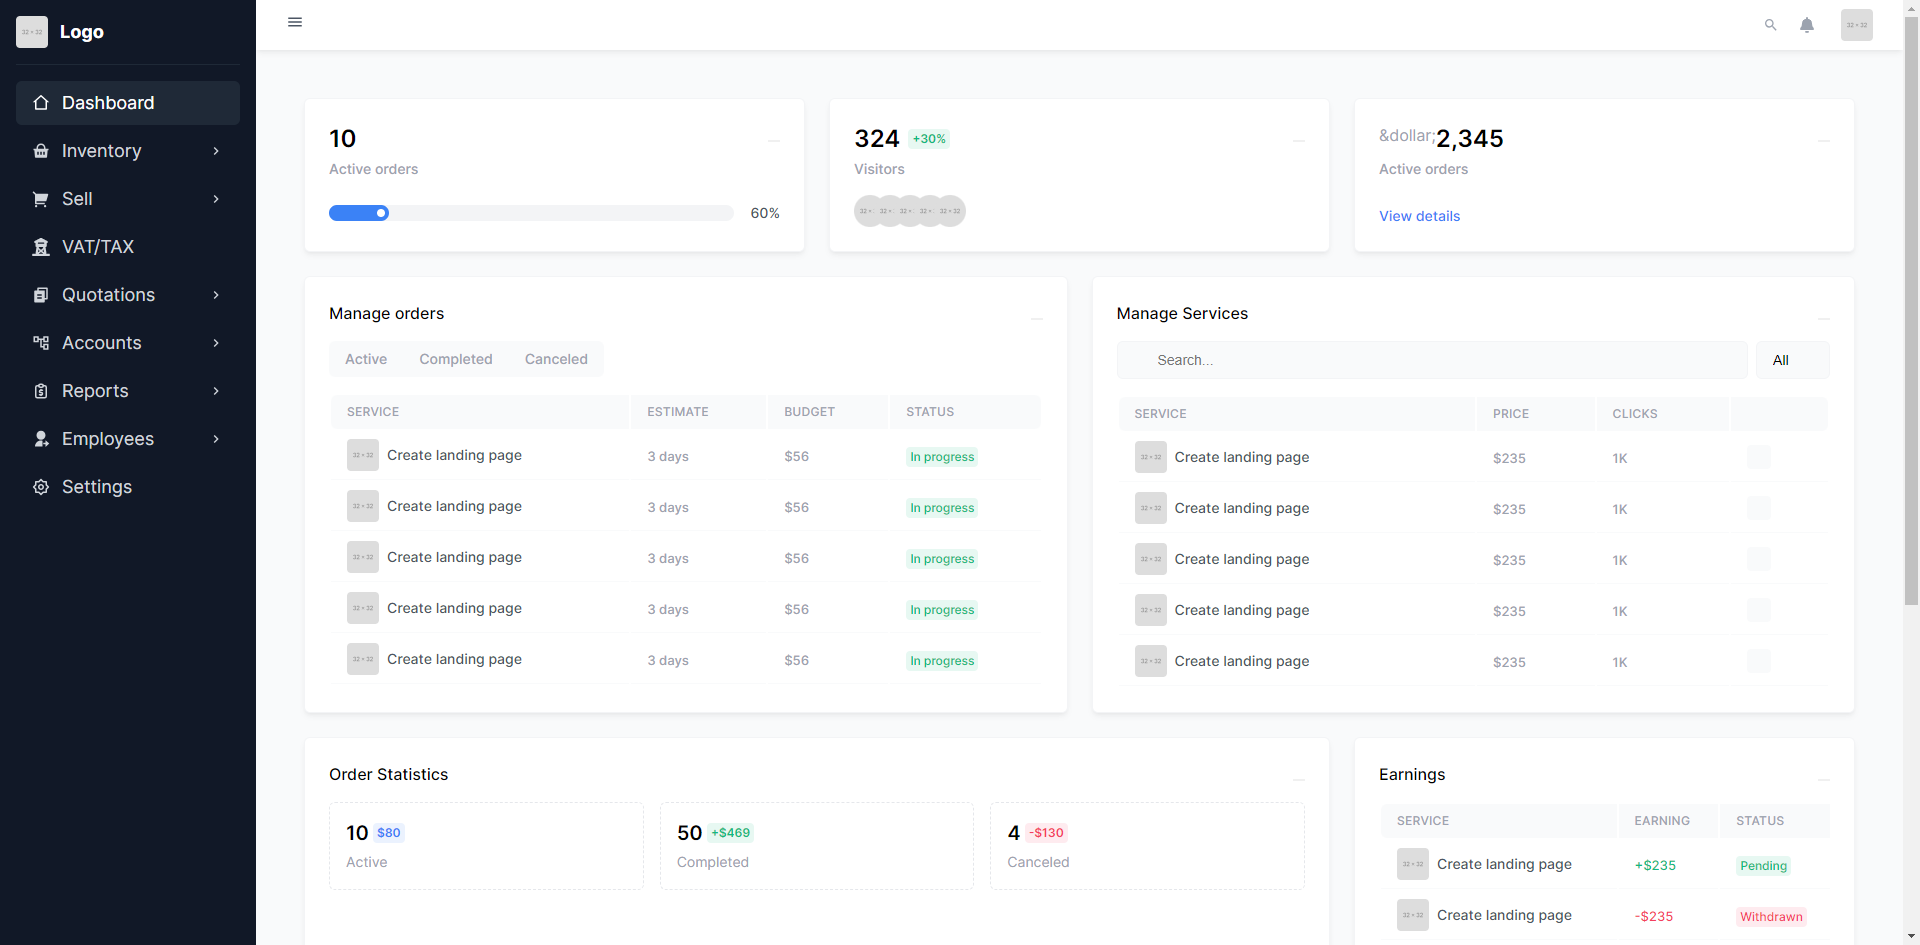 Logo
Dashboard
Inventory
Sell
VAT/TAX
Quotations
Accounts
Reports
Employees
Settings
10
Active orders
60%
324 +30%
Visitors
&dollar;2,345
Active orders
View details
Manage orders
Active Completed Canceled
SERVICE ESTIMATE BUDGET STATUS
Create landing page 3 days $56 In progress
Create landing page 3 days $56 In progress
Create landing page 3 days $56 In progress
Create landing page 3 days $56 In progress
Create landing page 3 days $56 In progress
Manage Services
Search... All
SERVICE PRICE CLICKS
Create landing page $235 1K
Create landing page $235 1K
Create landing page $235 1K
Create landing page $235 1K
Create landing page $235 1K
Order Statistics
10 $80
Active
50 +$469
Completed
4 -$130
Canceled
Earnings
SERVICE EARNING STATUS
Create landing page +$235 Pending
Create landing page -$235 Withdrawn